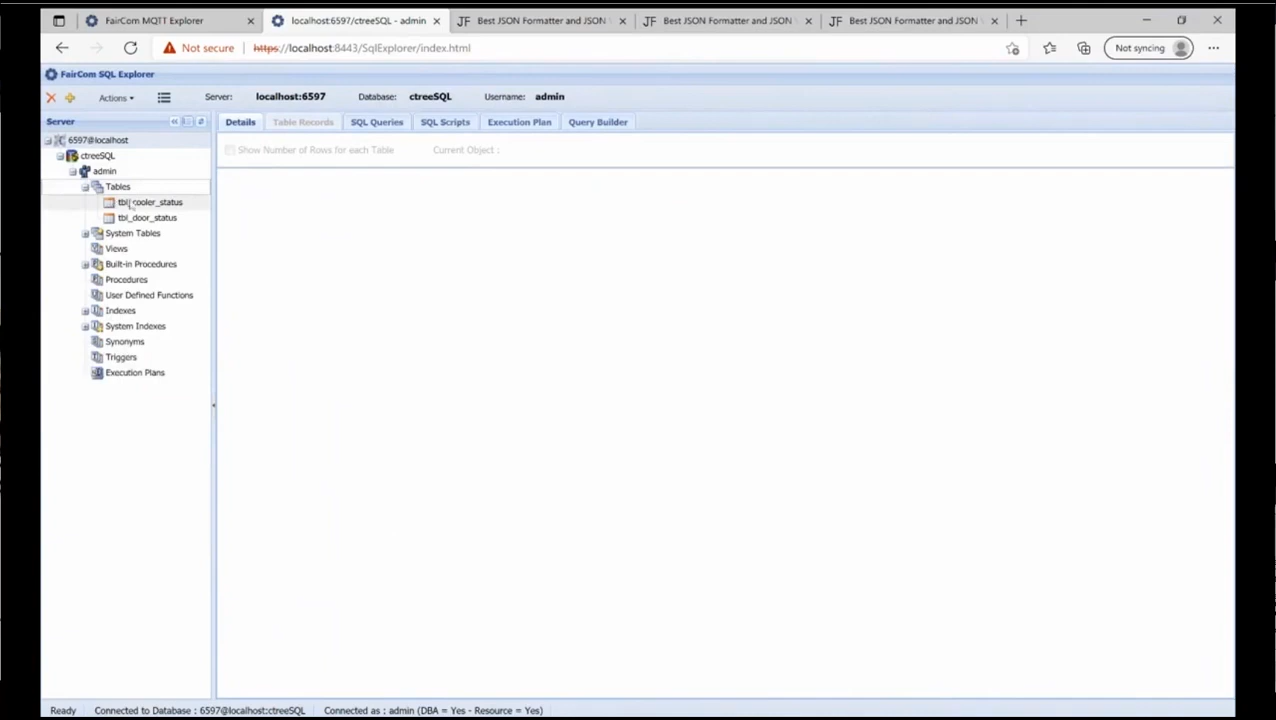 FairCom MQTT Explorer
localhost:6597/ctreeSQL - admin
Best JSON Formatter and JSON
Best JSON Formatter and JSON
Best JSON Formatter and JSON
Not secure https://localhost:8443/SqlExplorer/index.html
Not syncing
FairCom SQL Explorer
Actions
Server: localhost:6597 Database: ctreeSQL Username: admin
Server
Details Table Records SQL Queries SQL Scripts Execution Plan Query Builder
6597@localhost
Show Number of Rows for each Table Current Object :
ctreeSQL
admin
Tables
tbl_cooler_status
tbl_door_status
System Tables
Views
Built-in Procedures
Procedures
User Defined Functions
Indexes
System Indexes
Synonyms
Triggers
Execution Plans
Ready Connected to Database : 6597@localhost:ctreeSQL Connected as : admin (DBA = Yes - Resource = Yes)